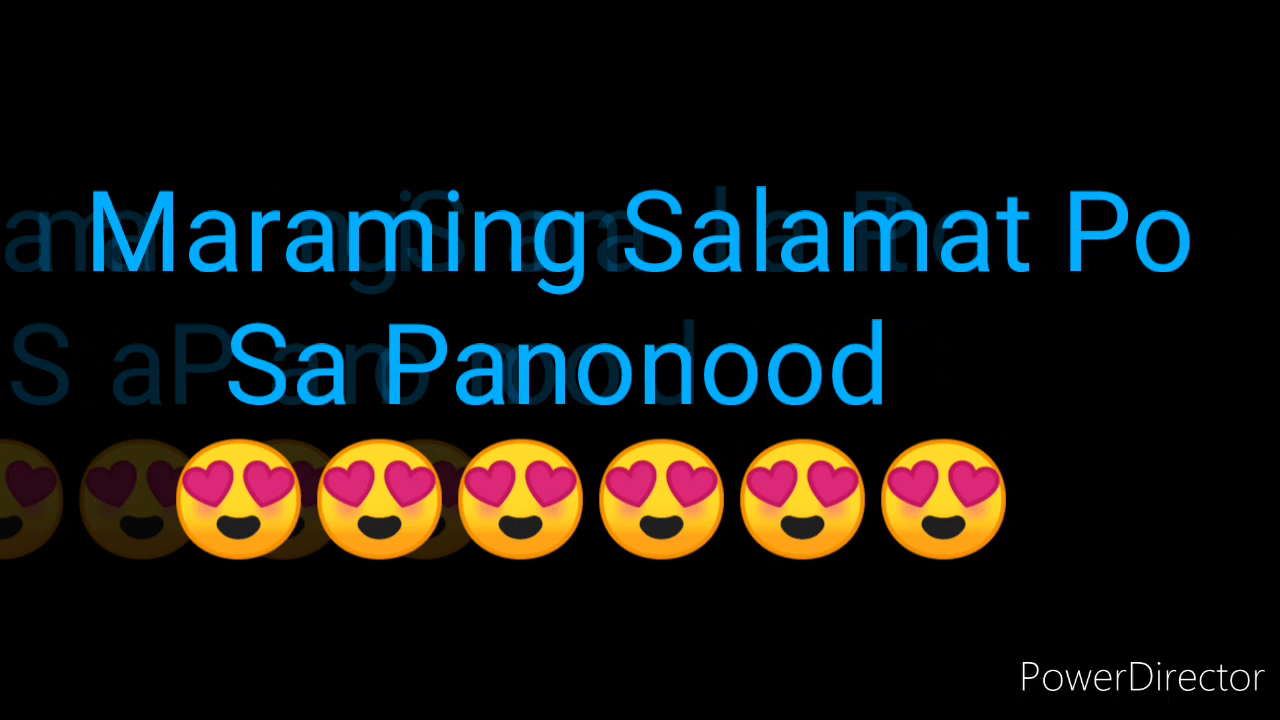 Maraming Salamat Po
Sa Panonood
😍😍😍😍😍😍
PowerDirector